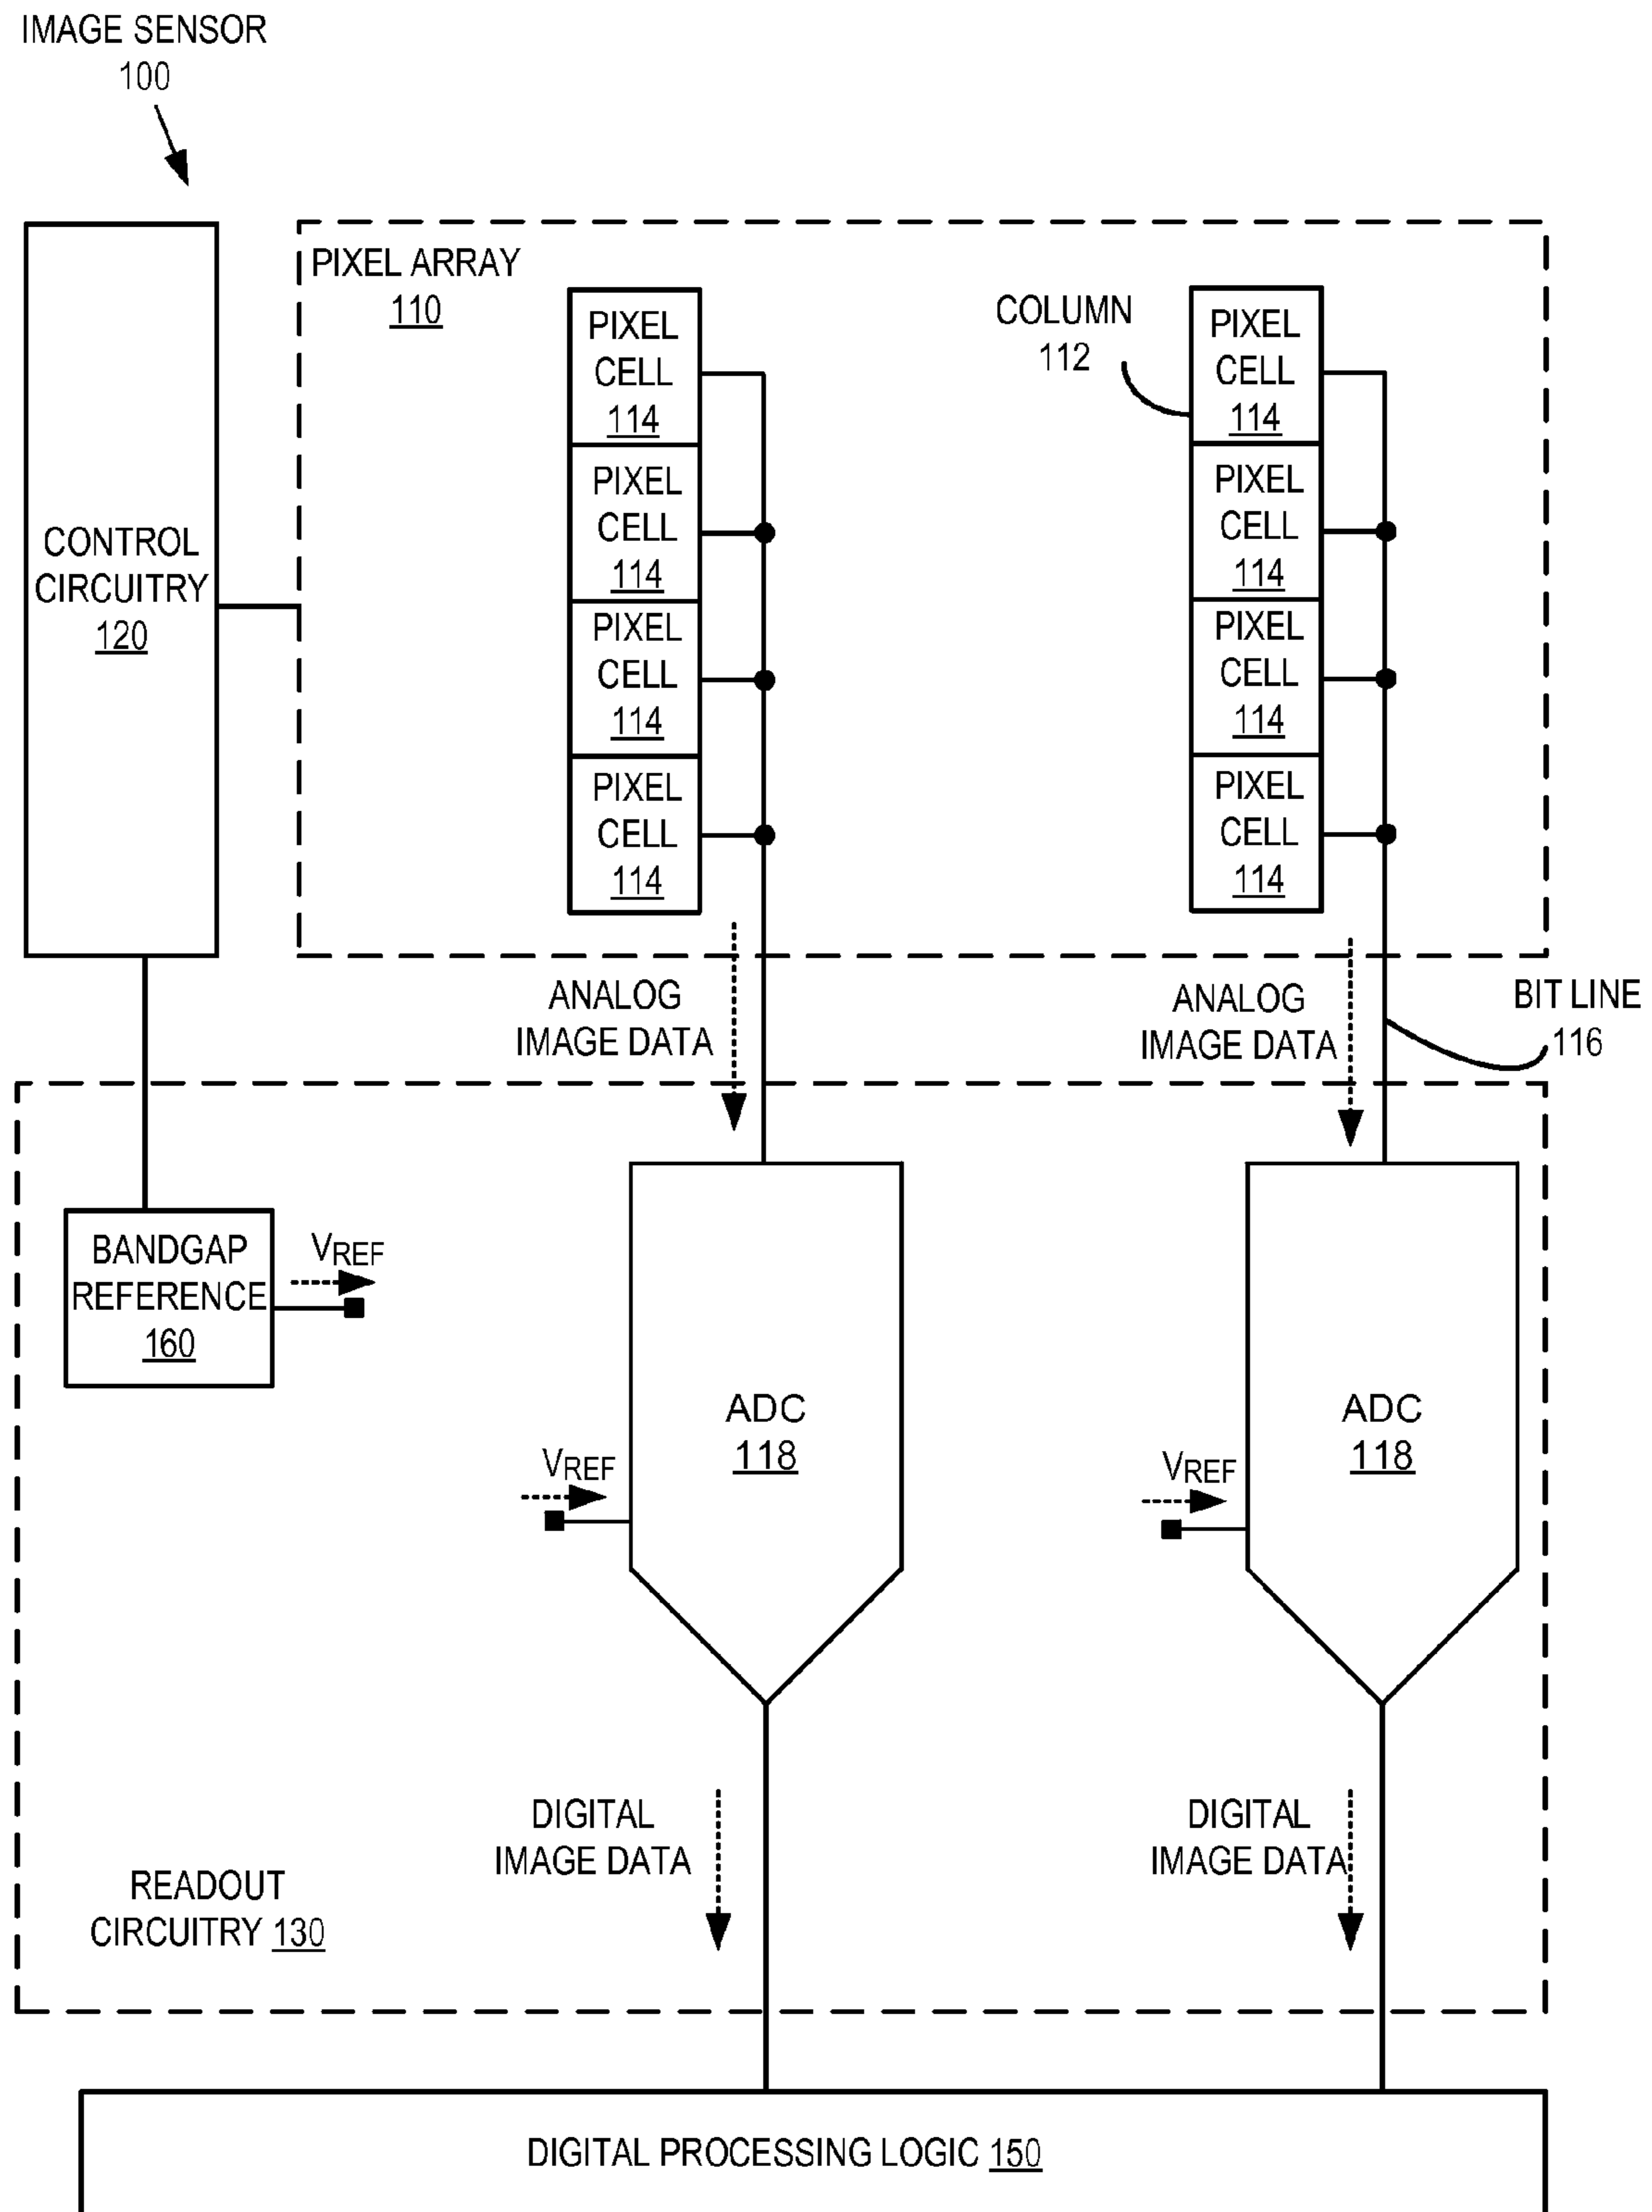 IMAGE SENSOR
100
PIXEL ARRAY
110
COLUMN
112
PIXEL
CELL
114
PIXEL
CELL
114
PIXEL
CELL
114
PIXEL
CELL
114
PIXEL
CELL
114
PIXEL
CELL
114
PIXEL
CELL
114
PIXEL
CELL
114
CONTROL
CIRCUITRY
120
ANALOG
IMAGE DATA
ANALOG
IMAGE DATA
BIT LINE
116
BANDGAP
REFERENCE
160
VREF
ADC
118
VREF
ADC
118
VREF
DIGITAL
IMAGE DATA
DIGITAL
IMAGE DATA
READOUT
CIRCUITRY 130
DIGITAL PROCESSING LOGIC 150